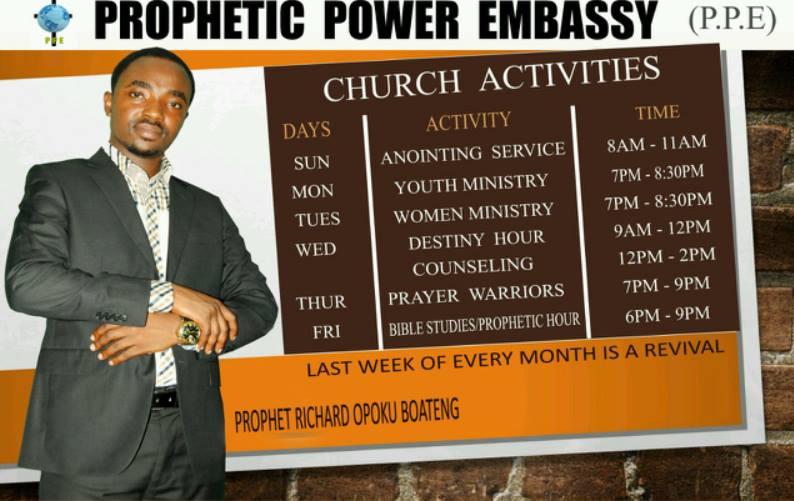 PROPHETIC POWER EMBASSY (P.P.E)
P P E
CHURCH ACTIVITIES
DAYS ACTIVITY TIME
SUN ANOINTING SERVICE 8AM - 11AM
MON YOUTH MINISTRY 7PM - 8:30PM
TUES WOMEN MINISTRY 7PM - 8:30PM
WED DESTINY HOUR 9AM - 12PM
COUNSELING 12PM - 2PM
THUR PRAYER WARRIORS 7PM - 9PM
FRI BIBLE STUDIES/PROPHETIC HOUR 6PM - 9PM
LAST WEEK OF EVERY MONTH IS A REVIVAL
PROPHET RICHARD OPOKU BOATENG